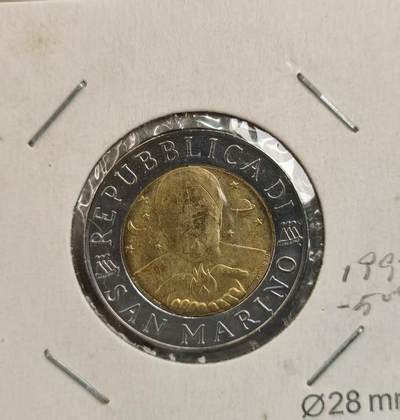 REPUBBLICA DI
SAN MARINO
Ø28 mm